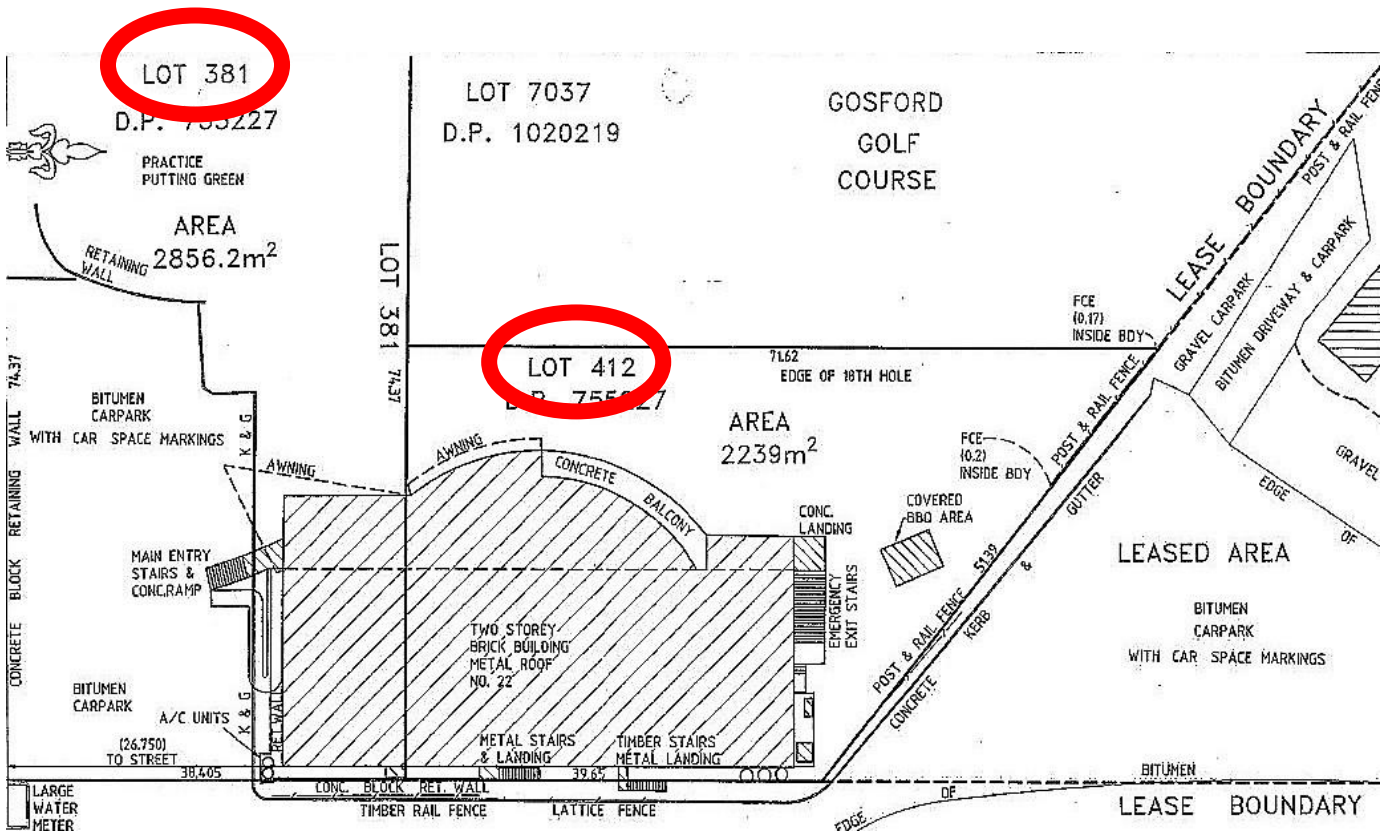 LOT 381
D.P. 755227
PRACTICE
PUTTING GREEN
AREA
2856.2m²
RETAINING
WALL
LOT 7037
D.P. 1020219
GOSFORD
GOLF
COURSE
LEASE BOUNDARY
POST & RAIL FENCE
GRAVEL CARPARK
BITUMEN DRIVEWAY & CARPARK
GRAVEL
EDGE
OF
LOT 381
74.37
FCE
(0.17)
INSIDE BDY
LOT 412
D.P. 755227
71.62
EDGE OF 18TH HOLE
AREA
2239m²
CONCRETE BLOCK RETAINING WALL 74.37
BITUMEN
CARPARK
WITH CAR SPACE MARKINGS
K & G
AWNING
AWNING
CONCRETE
BALCONY
FCE
(0.2)
INSIDE BDY
POST & RAIL FENCE
GUTTER
&
KERB
CONCRETE
51.39
POST & RAIL FENCE
CONC.
LANDING
COVERED
BBQ AREA
EMERGENCY
EXIT STAIRS
LEASED AREA
BITUMEN
CARPARK
WITH CAR SPACE MARKINGS
MAIN ENTRY
STAIRS &
CONC.RAMP
TWO STOREY
BRICK BUILDING
METAL ROOF
NO. 22
BITUMEN
CARPARK
K & G
A/C UNITS
RET.WALL
(26.750)
TO STREET
38.405
METAL STAIRS
& LANDING
TIMBER STAIRS
METAL LANDING
39.65
CONC. BLOCK RET. WALL
TIMBER RAIL FENCE
LATTICE FENCE
LARGE
WATER
METER
EDGE
OF
BITUMEN
LEASE BOUNDARY